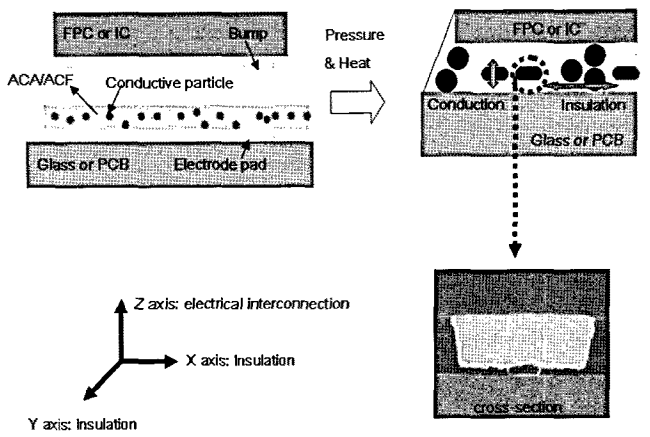 FPC or IC
Bump
ACA/ACF
Conductive particle
Glass or PCB
Electrode pad
Pressure
& Heat
FPC or IC
Conduction
Insulation
Glass or PCB
Z axis: electrical interconnection
X axis: Insulation
Y axis: Insulation
cross-section